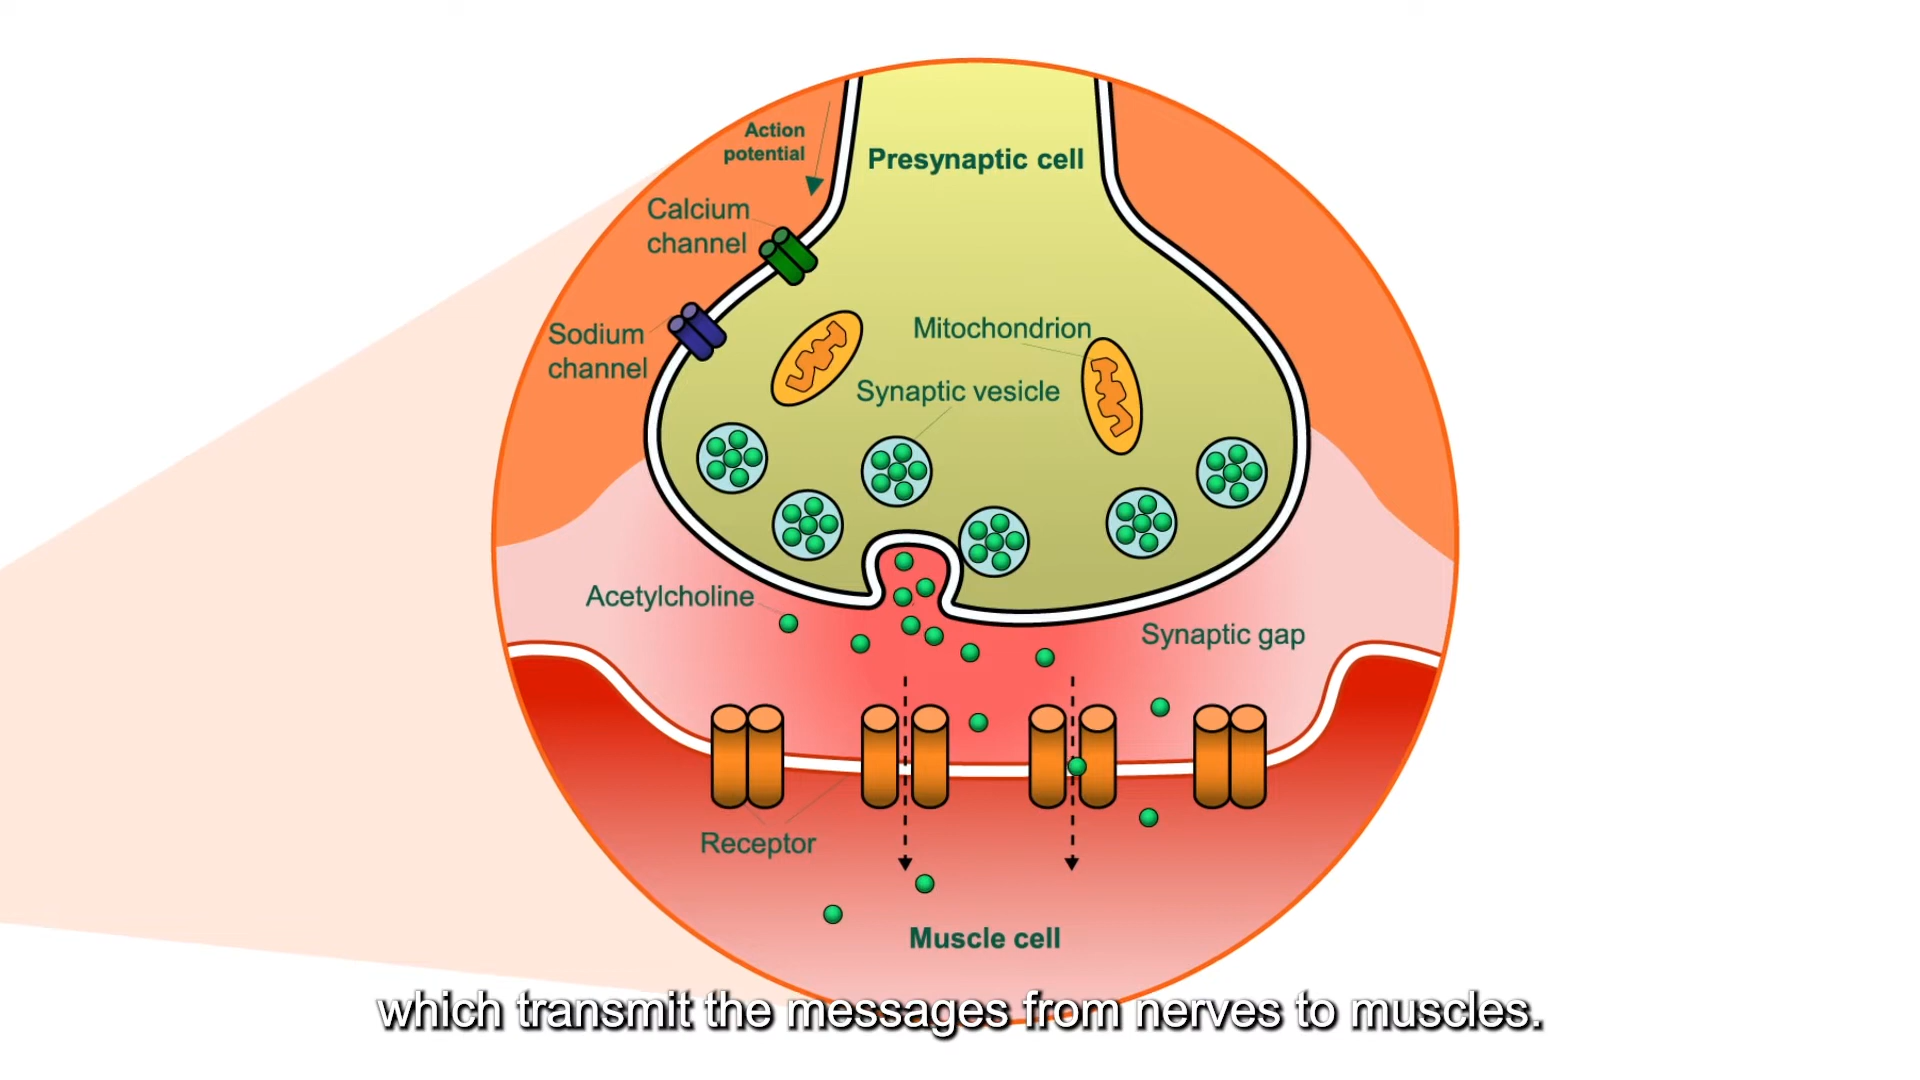 Action
potential
Presynaptic cell
Calcium
channel
Sodium
channel
Mitochondrion
Synaptic vesicle
Acetylcholine
Synaptic gap
Receptor
Muscle cell
which transmit the messages from nerves to muscles.